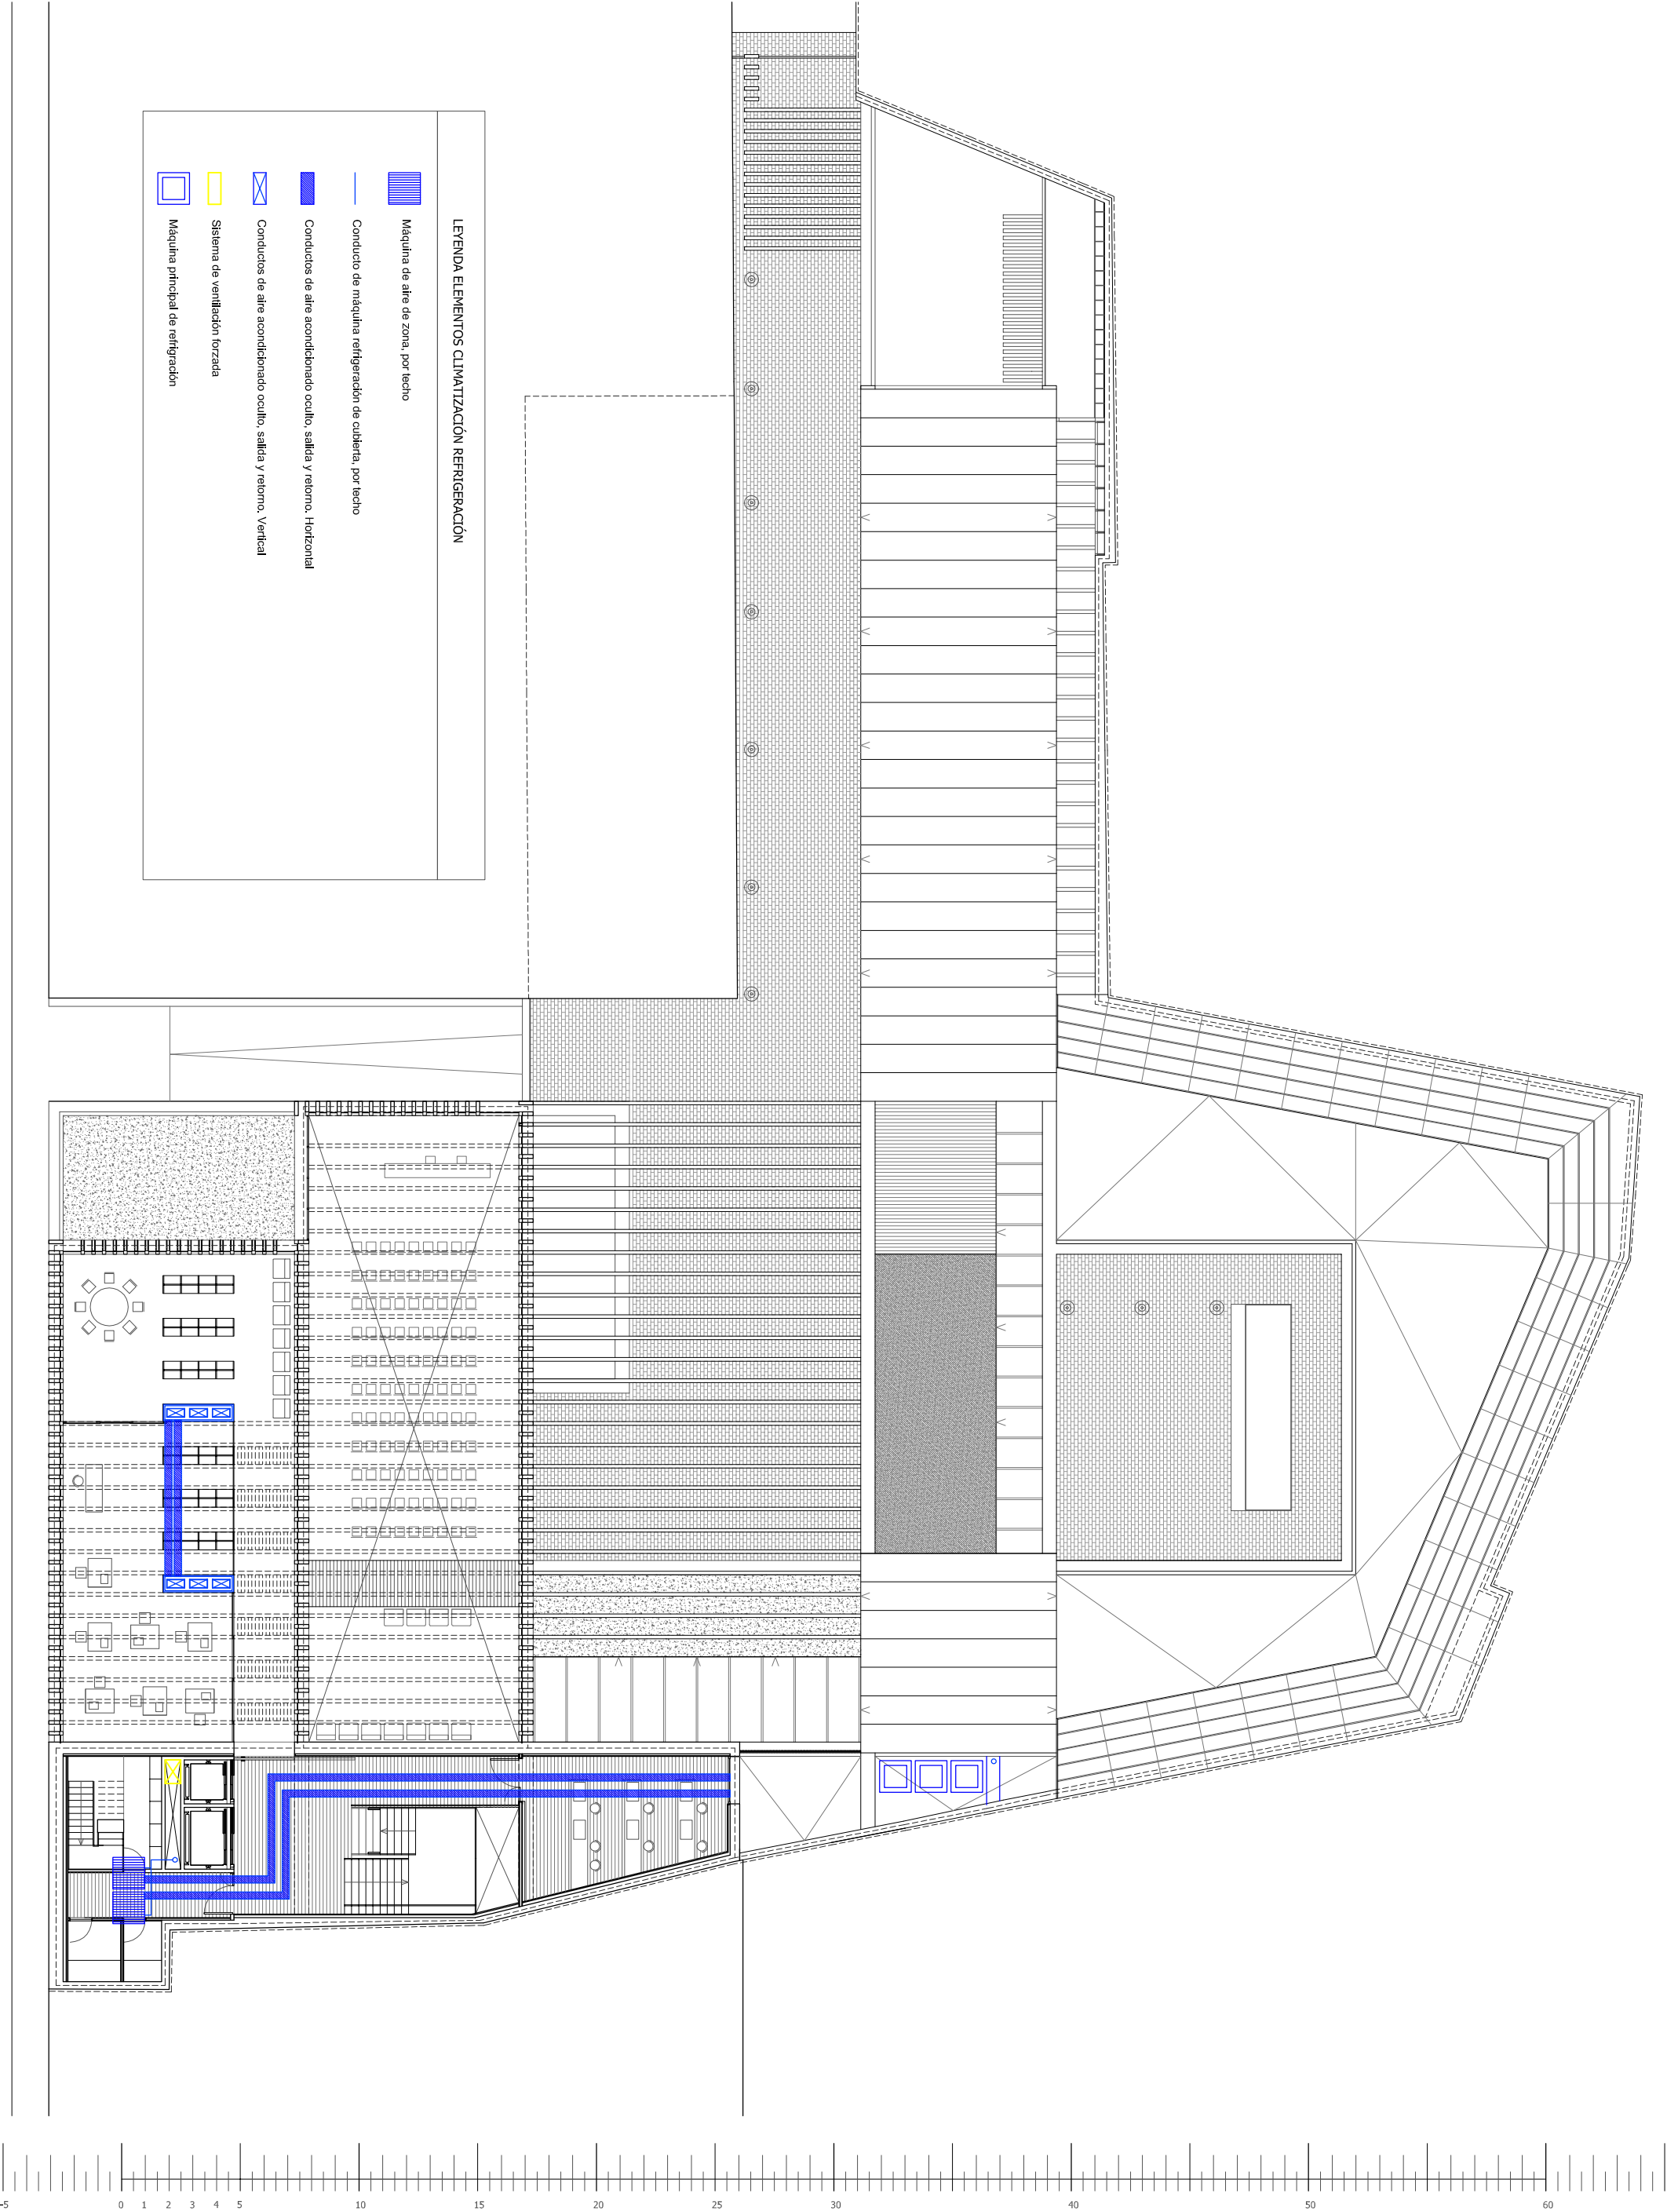 LEYENDA ELEMENTOS CLIMATIZACIÓN REFRIGERACIÓN
Máquina de aire de zona, por techo
Conducto de máquina refrigeración de cubierta, por techo
Conductos de aire acondicionado oculto, salida y retorno. Horizontal
Conductos de aire acondicionado oculto, salida y retorno. Vertical
Sistema de ventilación forzada
Máquina principal de refrigración
-5 0 1 2 3 4 5 10 15 20 25 30 40 50 60